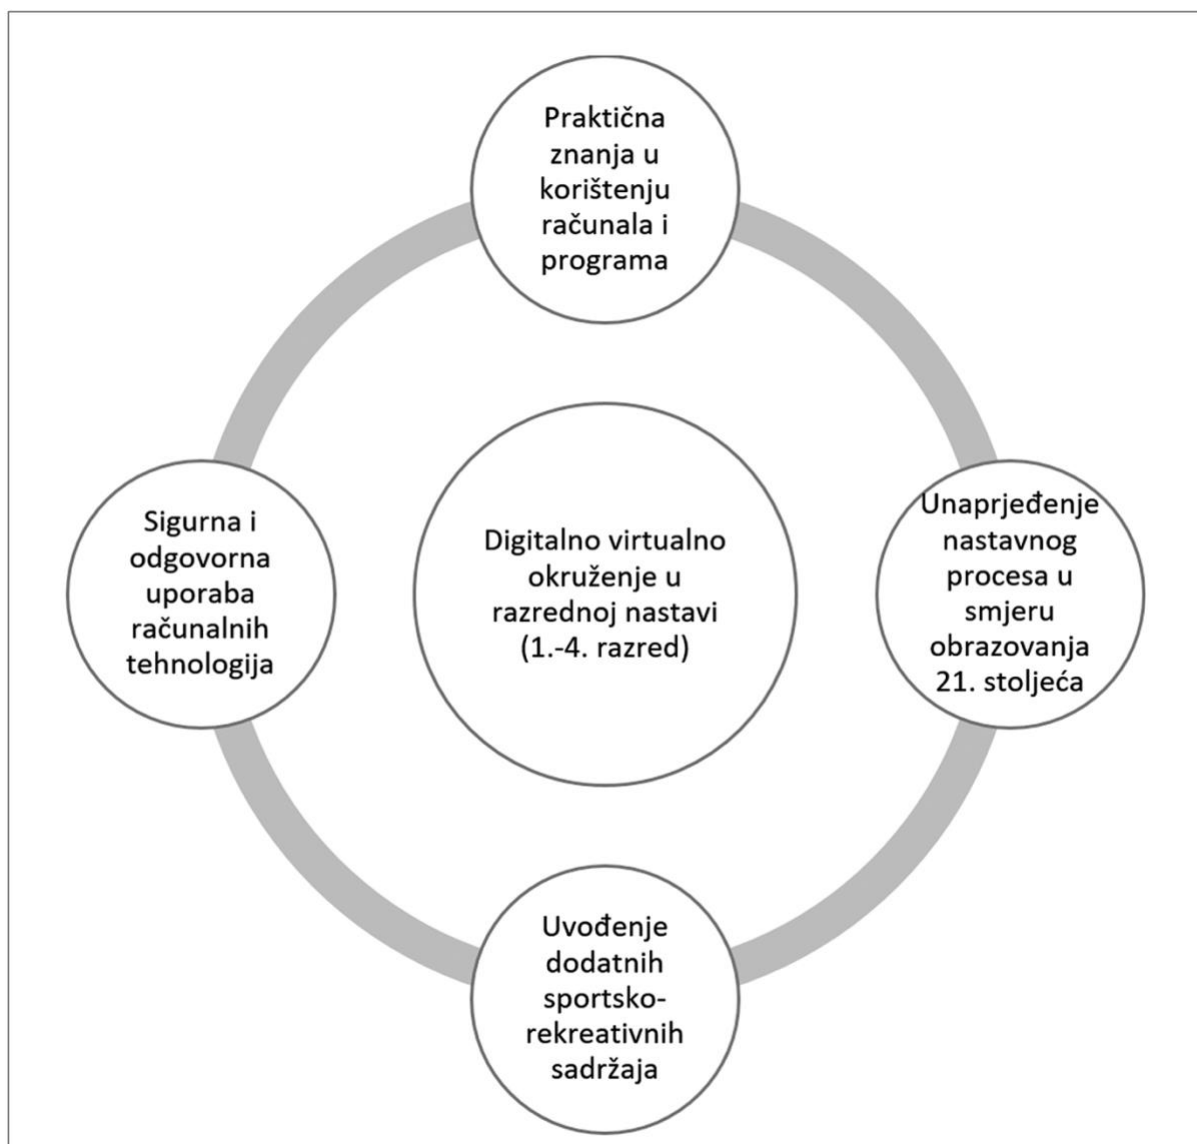 Praktična
znanja u
korištenju
računala i
programa
Sigurna i
odgovorna
uporaba
računalnih
tehnologija
Digitalno virtualno
okruženje u
razrednoj nastavi
(1.-4. razred)
Unaprjeđenje
nastavnog
procesa u
smjeru
obrazovanja
21. stoljeća
Uvođenje
dodatnih
sportsko-
rekreativnih
sadržaja